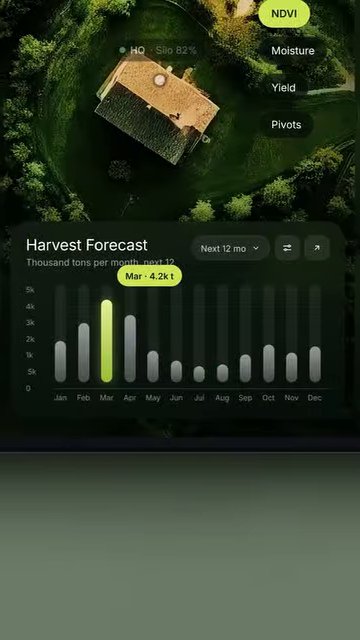 NDVI
HQ · Silo 82%
Moisture
Yield
Pivots
Harvest Forecast
Next 12 mo
Thousand tons per month, next 12
Mar · 4.2k t
5k
4k
3k
2k
1k
5k
0
Jan Feb Mar Apr May Jun Jul Aug Sep Oct Nov Dec